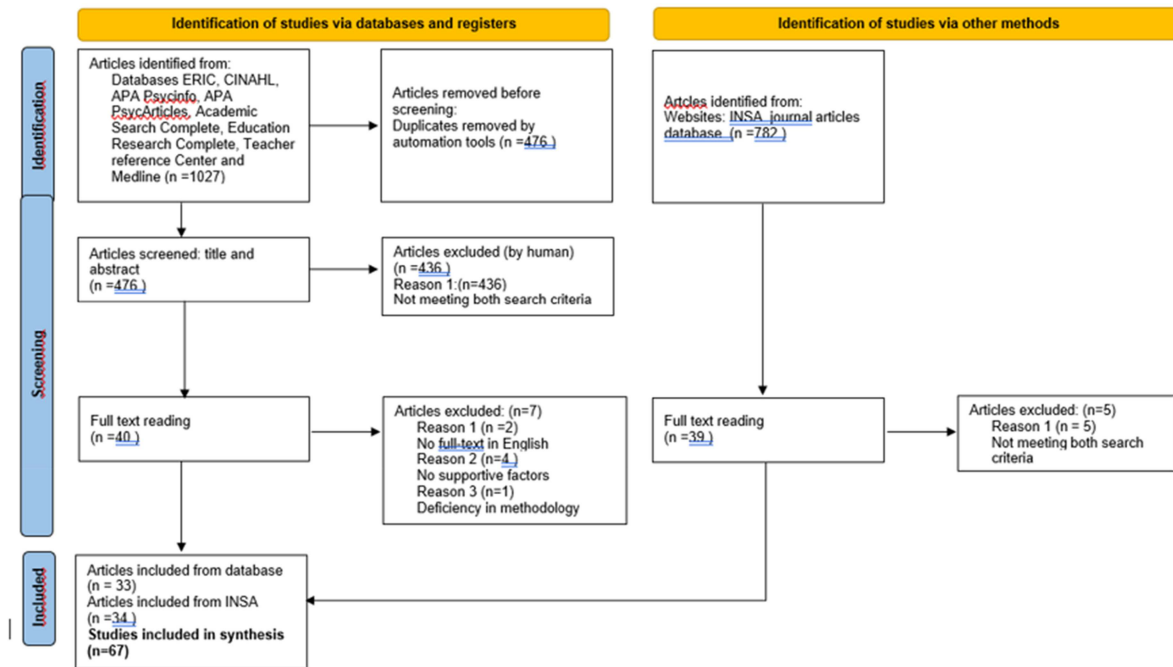 Identification of studies via databases and registers
Identification of studies via other methods
Identification
Articles identified from:
Databases ERIC, CINAHL,
APA Psycinfo, APA
PsycArticles, Academic
Search Complete, Education
Research Complete, Teacher
reference Center and
Medline (n =1027)
Articles removed before
screening:
Duplicates removed by
automation tools (n =476 )
Artcles identified from:
Websites: INSA journal articles
database (n =782 )
Screening
Articles screened: title and
abstract
(n =476 )
Articles excluded (by human)
(n =436 )
Reason 1:(n=436)
Not meeting both search criteria
Full text reading
(n =40 )
Articles excluded: (n=7)
Reason 1 (n =2)
No full-text in English
Reason 2 (n=4 )
No supportive factors
Reason 3 (n=1)
Deficiency in methodology
Full text reading
(n =39 )
Articles excluded: (n=5)
Reason 1 (n = 5)
Not meeting both search
criteria
Included
Articles included from database
(n = 33)
Articles included from INSA
(n =34 )
Studies included in synthesis
(n=67)